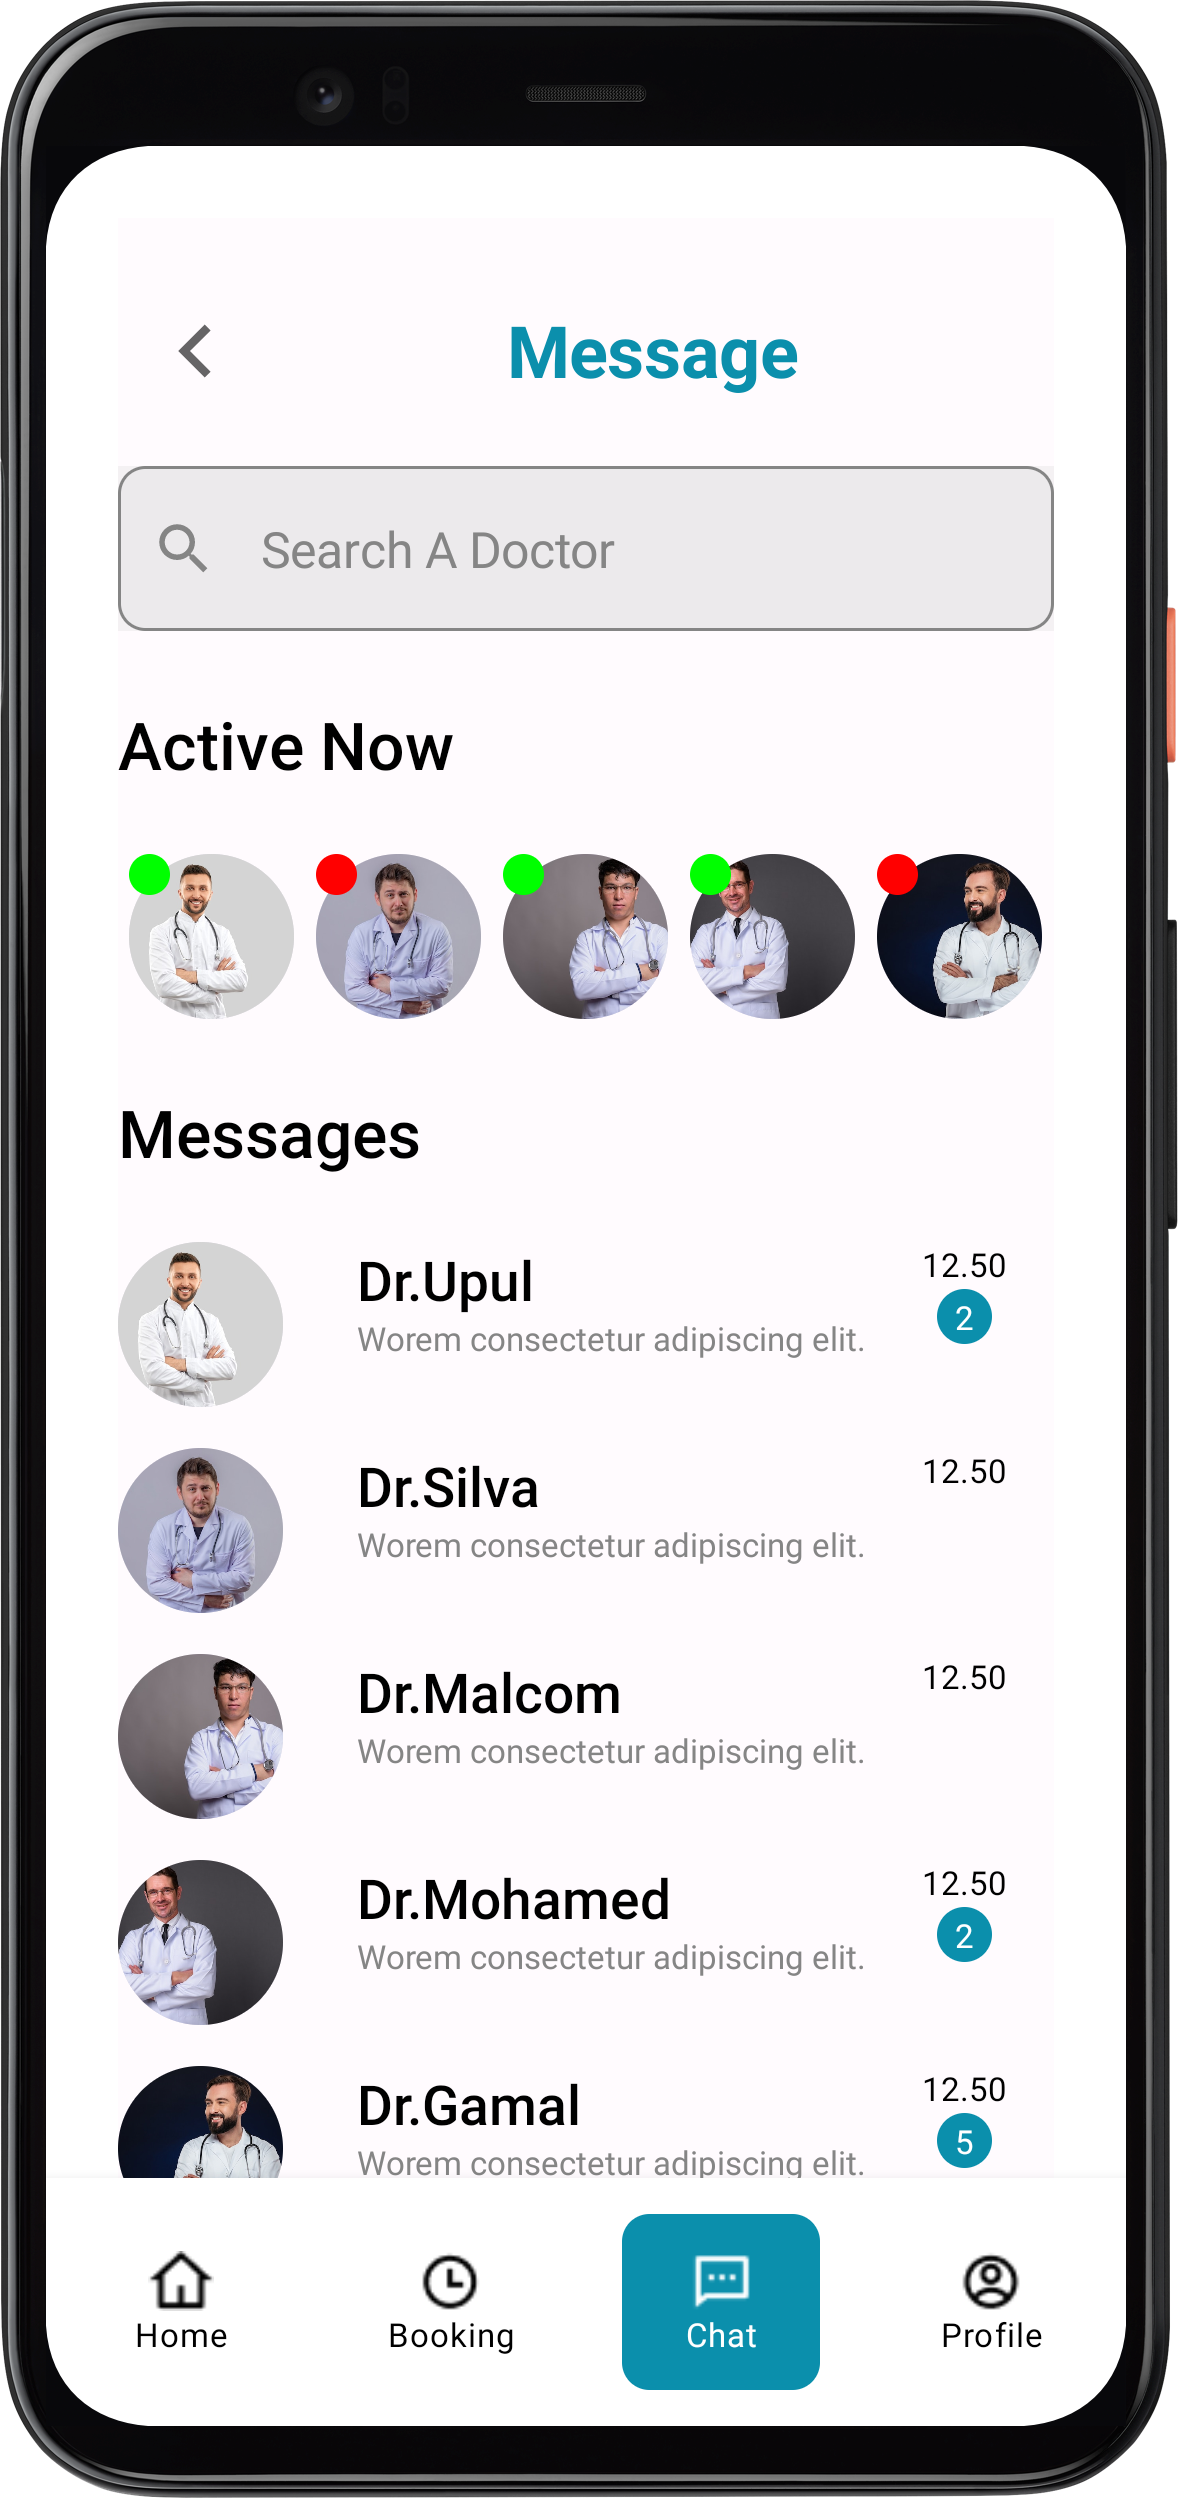 Message
Search A Doctor
Active Now
Messages
Dr.Upul
12.50
Worem consectetur adipiscing elit.
2
Dr.Silva
12.50
Worem consectetur adipiscing elit.
Dr.Malcom
12.50
Worem consectetur adipiscing elit.
Dr.Mohamed
12.50
Worem consectetur adipiscing elit.
2
Dr.Gamal
12.50
Worem consectetur adipiscing elit.
5
Home
Booking
Chat
Profile